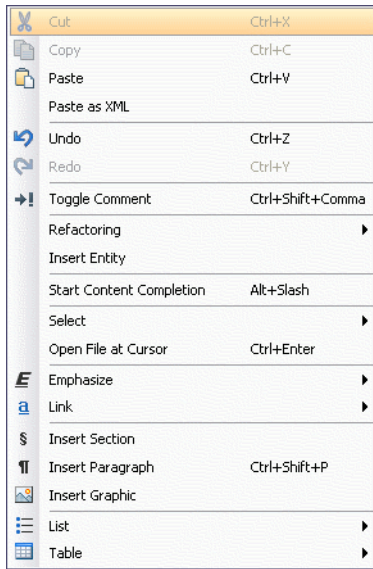 Cut Ctrl+X
Copy Ctrl+C
Paste Ctrl+V
Paste as XML
Undo Ctrl+Z
Redo Ctrl+Y
Toggle Comment Ctrl+Shift+Comma
Refactoring
Insert Entity
Start Content Completion Alt+Slash
Select
Open File at Cursor Ctrl+Enter
E Emphasize
a Link
§ Insert Section
¶ Insert Paragraph Ctrl+Shift+P
Insert Graphic
List
Table